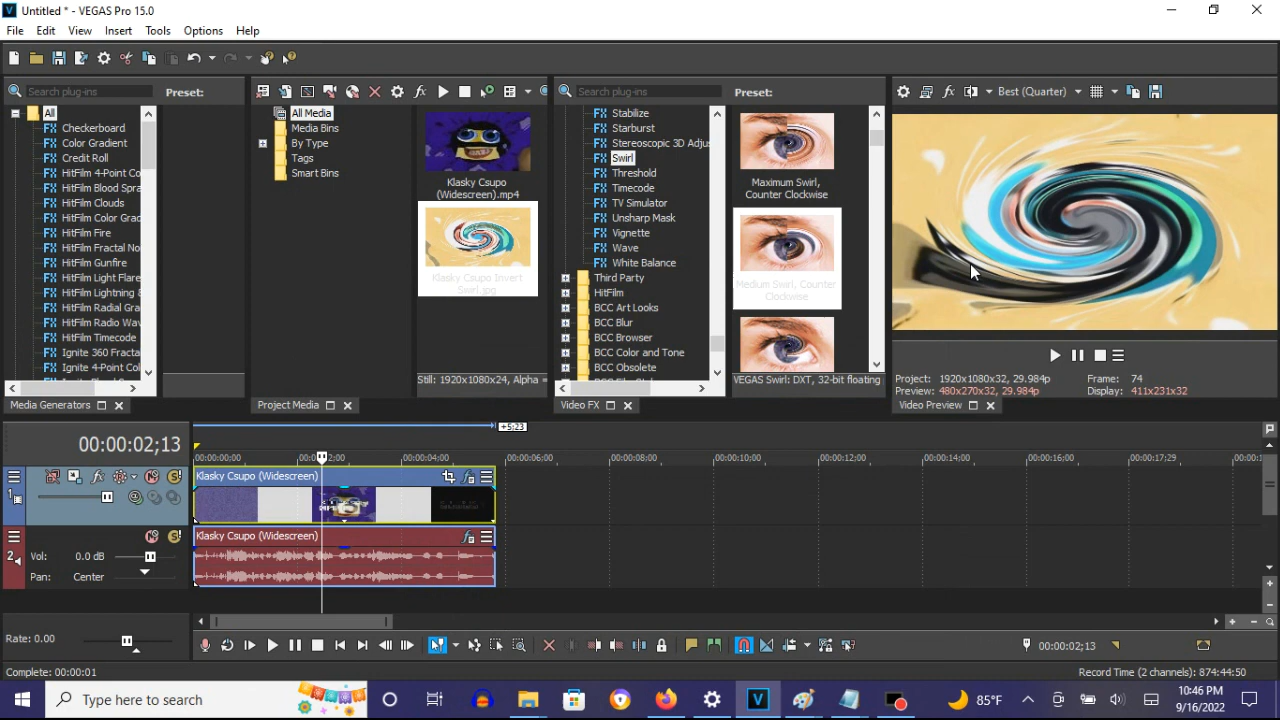 Untitled * - VEGAS Pro 15.0
File Edit View Insert Tools Options Help
Search plug-ins
Preset:
Search plug-ins
Preset:
Best (Quarter)
All
Checkerboard
Color Gradient
Credit Roll
HitFilm 4-Point Co
HitFilm Blood Spra
HitFilm Clouds
HitFilm Color Grac
HitFilm Fire
HitFilm Fractal No
HitFilm Gunfire
HitFilm Light Flare
HitFilm Lightning &
HitFilm Radial Gra
HitFilm Radio Wav
HitFilm Timecode
Ignite 360 Fracta
Ignite 4-Point Col
All Media
Media Bins
By Type
Tags
Smart Bins
Klasky Csupo
(Widescreen).mp4
Klasky Csupo Invert
Swirl.jpg
Still: 1920x1080x24, Alpha =
Stabilize
Starburst
Stereoscopic 3D Adjus
Swirl
Threshold
Timecode
TV Simulator
Unsharp Mask
Vignette
Wave
White Balance
Third Party
HitFilm
BCC Art Looks
BCC Blur
BCC Browser
BCC Color and Tone
BCC Obsolete
Maximum Swirl,
Counter Clockwise
Medium Swirl, Counter
Clockwise
VEGAS Swirl: DXT, 32-bit floating
Project: 1920x1080x32, 29.984p
Frame: 74
Preview: 480x270x32, 29.984p
Display: 411x231x32
Media Generators
Project Media
Video FX
Video Preview
00:00:02;13
+5;23
00:00:00;00
00:00:04;00
00:00:06;00
00:00:08;00
00:00:10;00
00:00:12;00
00:00:14;00
00:00:16;00
00:00:17;29
1
Klasky Csupo (Widescreen)
2
Klasky Csupo (Widescreen)
Vol: 0.0 dB
Pan: Center
Rate: 0.00
00:00:02;13
Complete: 00:00:01
Record Time (2 channels): 874:44:50
Type here to search
85°F
10:46 PM
9/16/2022